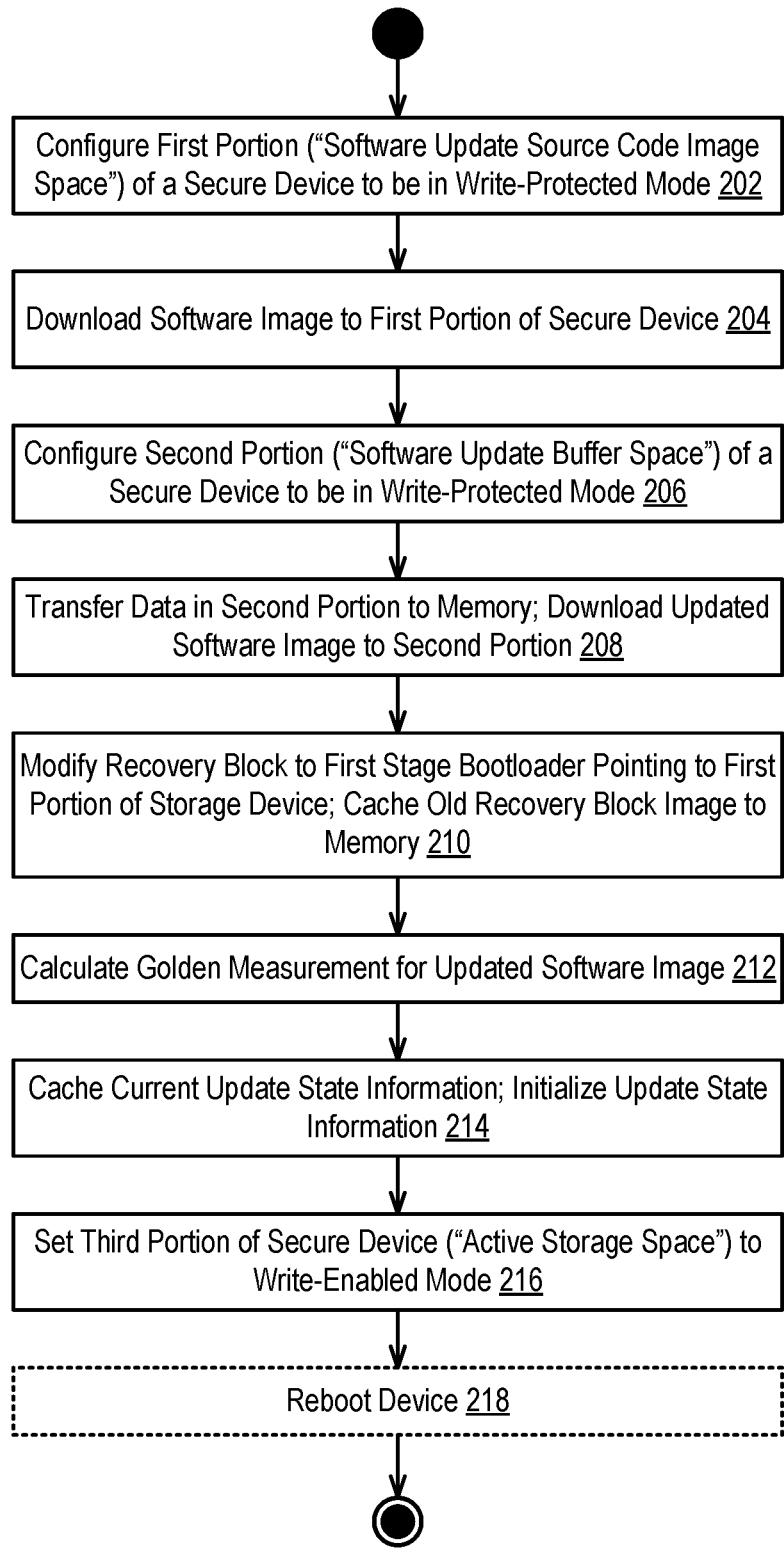 Configure First Portion (“Software Update Source Code Image
Space”) of a Secure Device to be in Write-Protected Mode 202
Download Software Image to First Portion of Secure Device 204
Configure Second Portion (“Software Update Buffer Space”) of a
Secure Device to be in Write-Protected Mode 206
Transfer Data in Second Portion to Memory; Download Updated
Software Image to Second Portion 208
Modify Recovery Block to First Stage Bootloader Pointing to First
Portion of Storage Device; Cache Old Recovery Block Image to
Memory 210
Calculate Golden Measurement for Updated Software Image 212
Cache Current Update State Information; Initialize Update State
Information 214
Set Third Portion of Secure Device (“Active Storage Space”) to
Write-Enabled Mode 216
Reboot Device 218